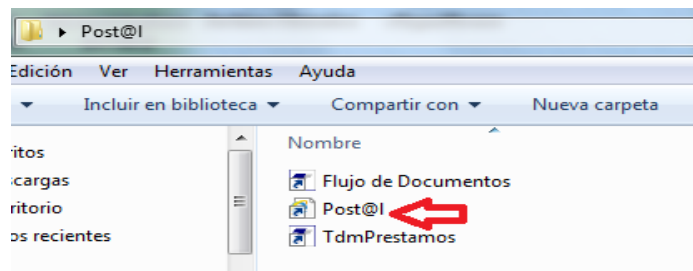 Post@l
Edición Ver Herramientas Ayuda
Incluir en biblioteca Compartir con Nueva carpeta
ritos
scargas
critorio
os recientes
Nombre
Flujo de Documentos
Post@l
TdmPrestamos